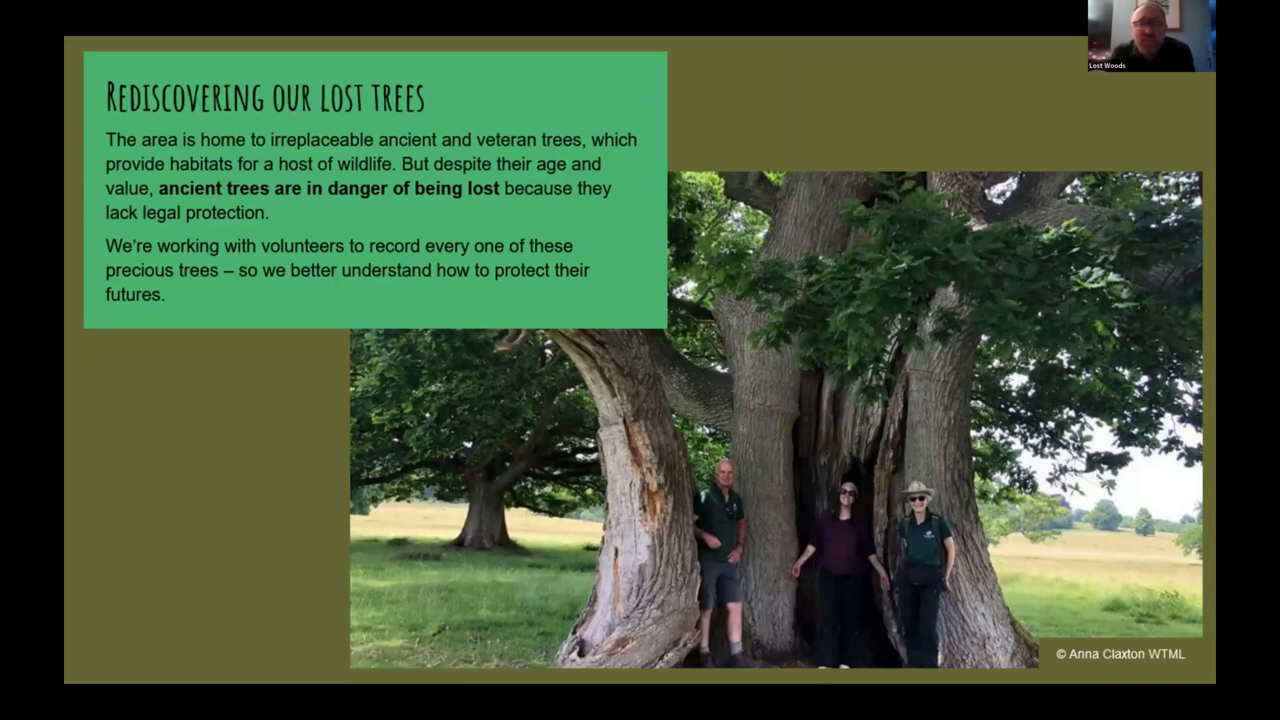 Lost Woods
Rediscovering our lost trees
The area is home to irreplaceable ancient and veteran trees, which
provide habitats for a host of wildlife. But despite their age and
value, ancient trees are in danger of being lost because they
lack legal protection.
We’re working with volunteers to record every one of these
precious trees – so we better understand how to protect their
futures.
© Anna Claxton WTML